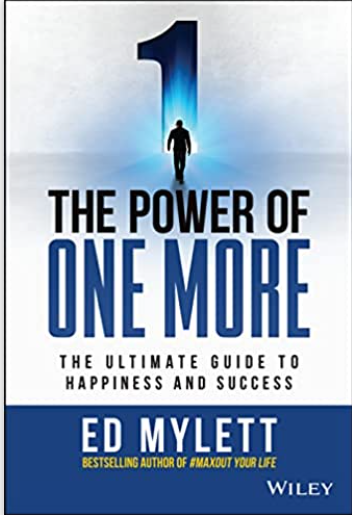 1
THE POWER OF
ONE MORE
THE ULTIMATE GUIDE TO
HAPPINESS AND SUCCESS
ED MYLETT
BESTSELLING AUTHOR OF #MAXOUT YOUR LIFE
WILEY